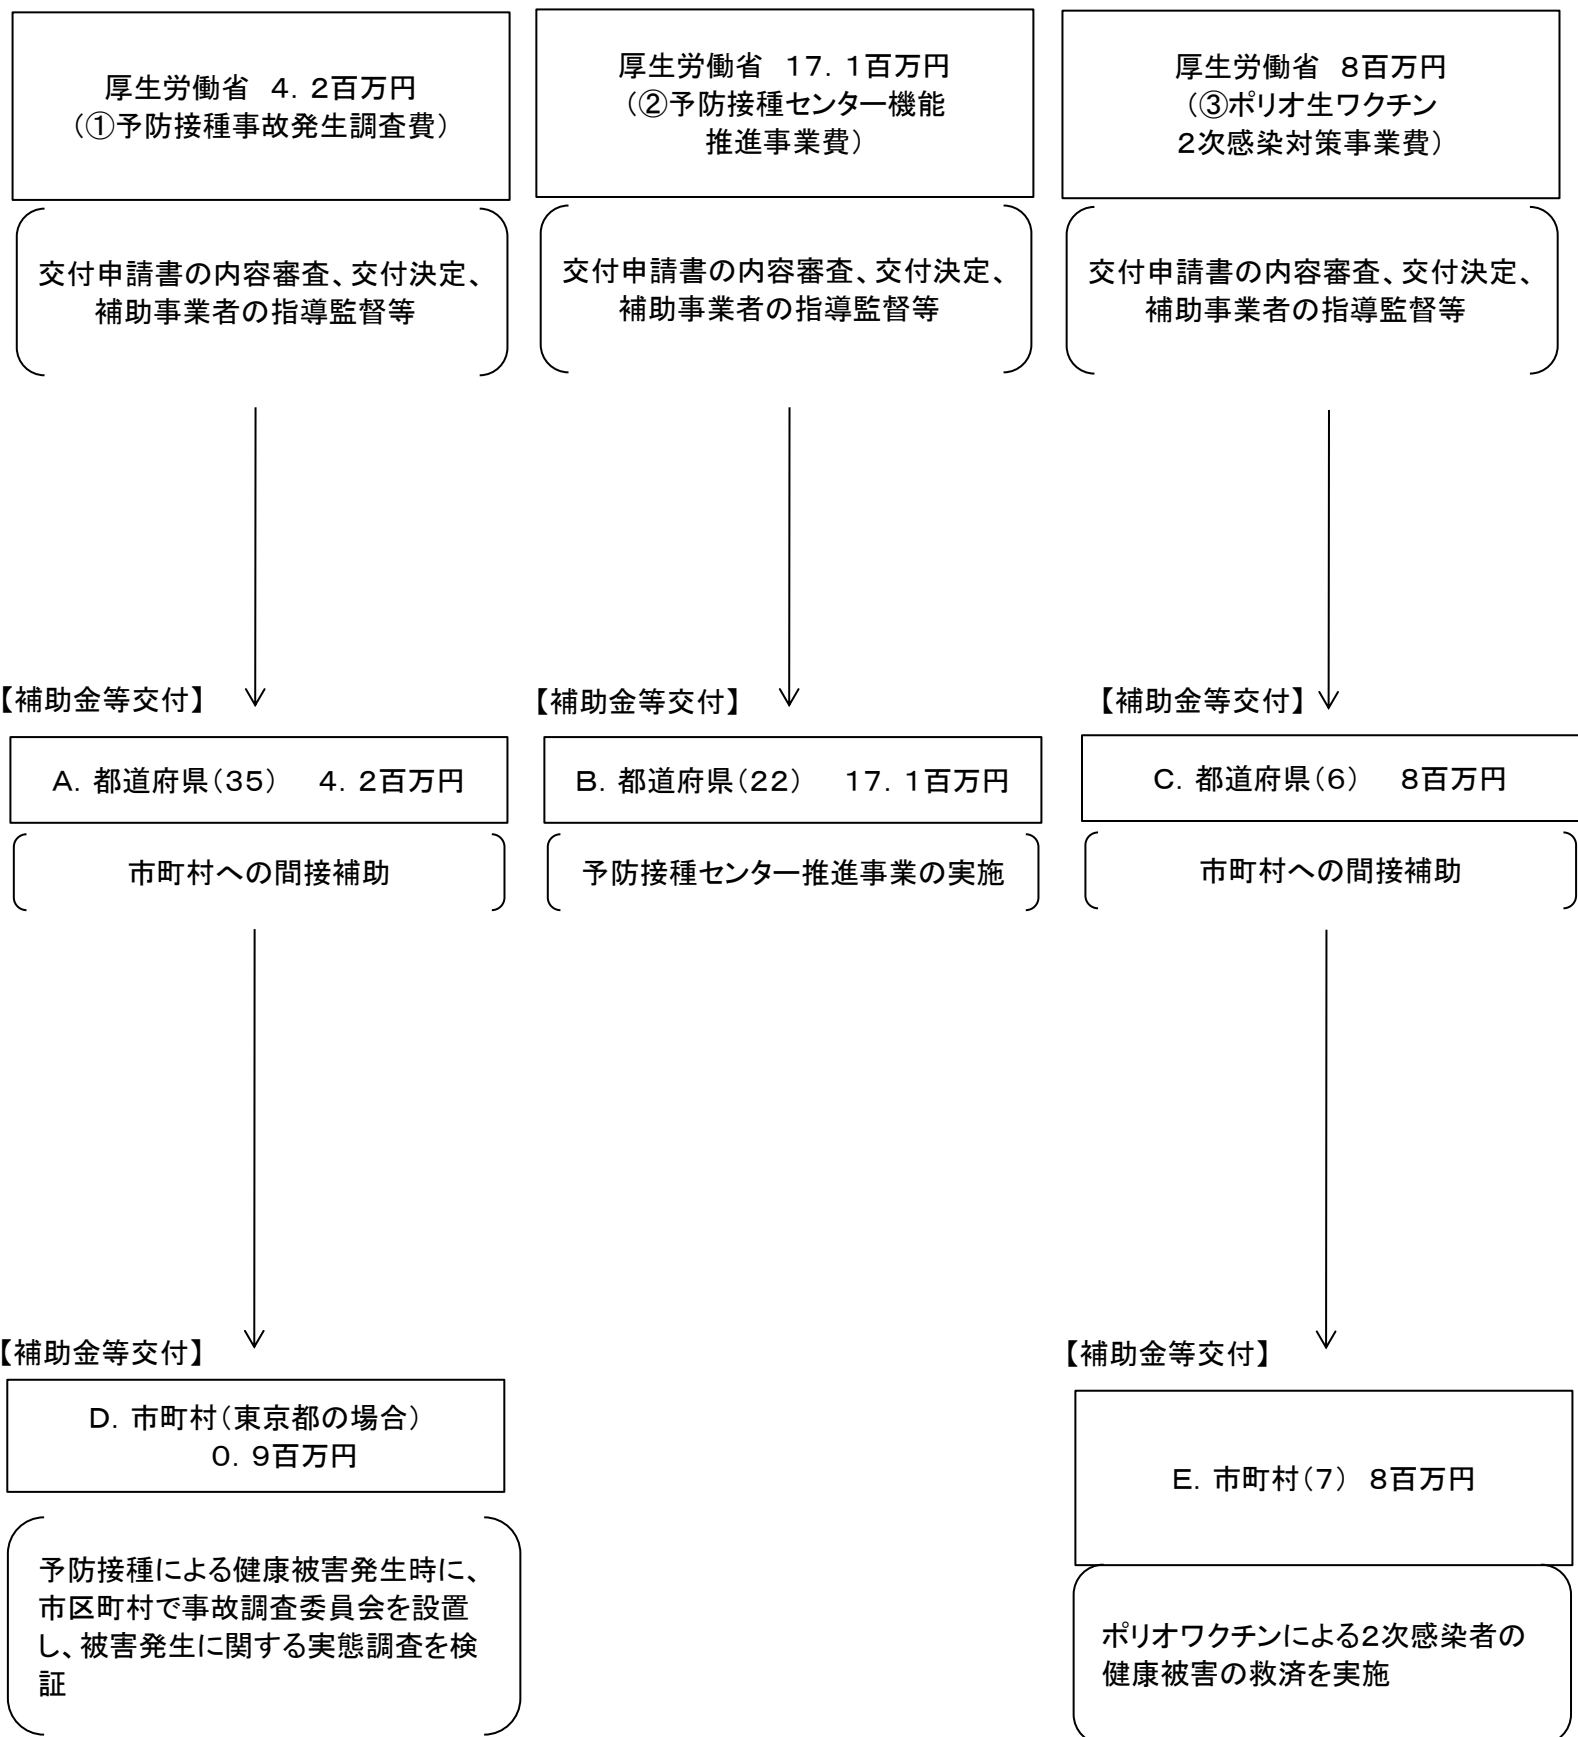 厚生労働省　4．2百万円
（①予防接種事故発生調査費）
交付申請書の内容審査、交付決定、
補助事業者の指導監督等
【補助金等交付】
A．都道府県（35）　4．2百万円
市町村への間接補助
【補助金等交付】
D．市町村（東京都の場合）
0．9百万円
予防接種による健康被害発生時に、
市区町村で事故調査委員会を設置
し、被害発生に関する実態調査を検
証
厚生労働省　17．1百万円
（②予防接種センター機能
推進事業費）
交付申請書の内容審査、交付決定、
補助事業者の指導監督等
【補助金等交付】
B．都道府県（22）　17．1百万円
予防接種センター推進事業の実施
厚生労働省　8百万円
（③ポリオ生ワクチン
2次感染対策事業費）
交付申請書の内容審査、交付決定、
補助事業者の指導監督等
【補助金等交付】
C．都道府県（6）　8百万円
市町村への間接補助
【補助金等交付】
E．市町村（7）　8百万円
ポリオワクチンによる2次感染者の
健康被害の救済を実施